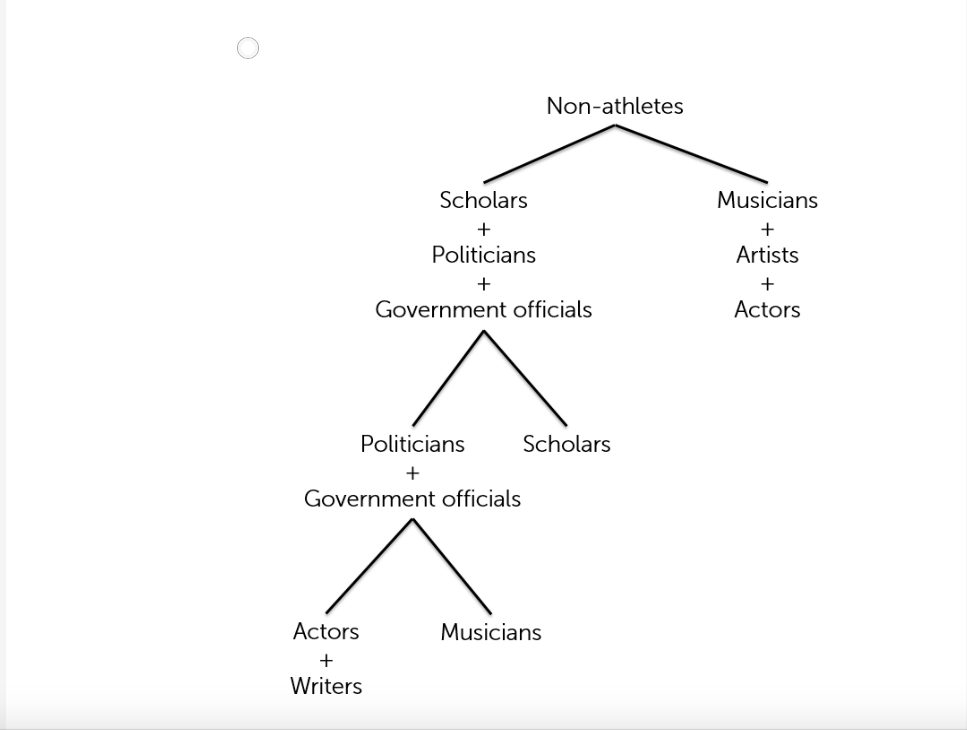 Non-athletes
Scholars
+
Politicians
+
Government officials
Musicians
+
Artists
+
Actors
Politicians
+
Government officials
Scholars
Actors
+
Writers
Musicians